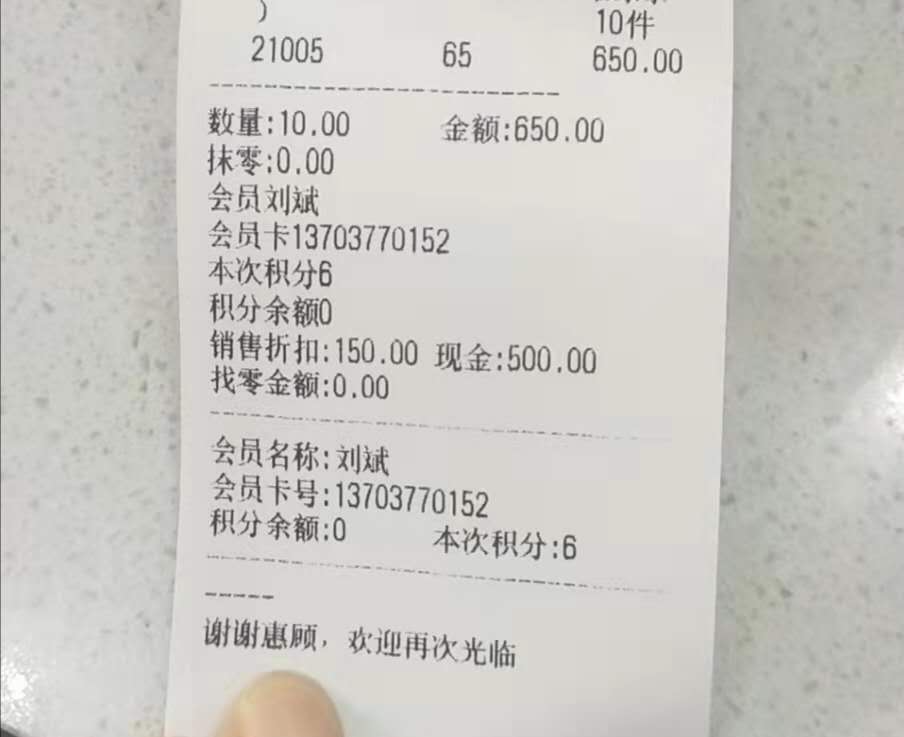 )
10件
21005 65 650.00
数量:10.00 金额:650.00
抹零:0.00
会员刘斌
会员卡13703770152
本次积分6
积分余额0
销售折扣:150.00 现金:500.00
找零金额:0.00
会员名称:刘斌
会员卡号:13703770152
积分余额:0 本次积分:6
谢谢惠顾,欢迎再次光临